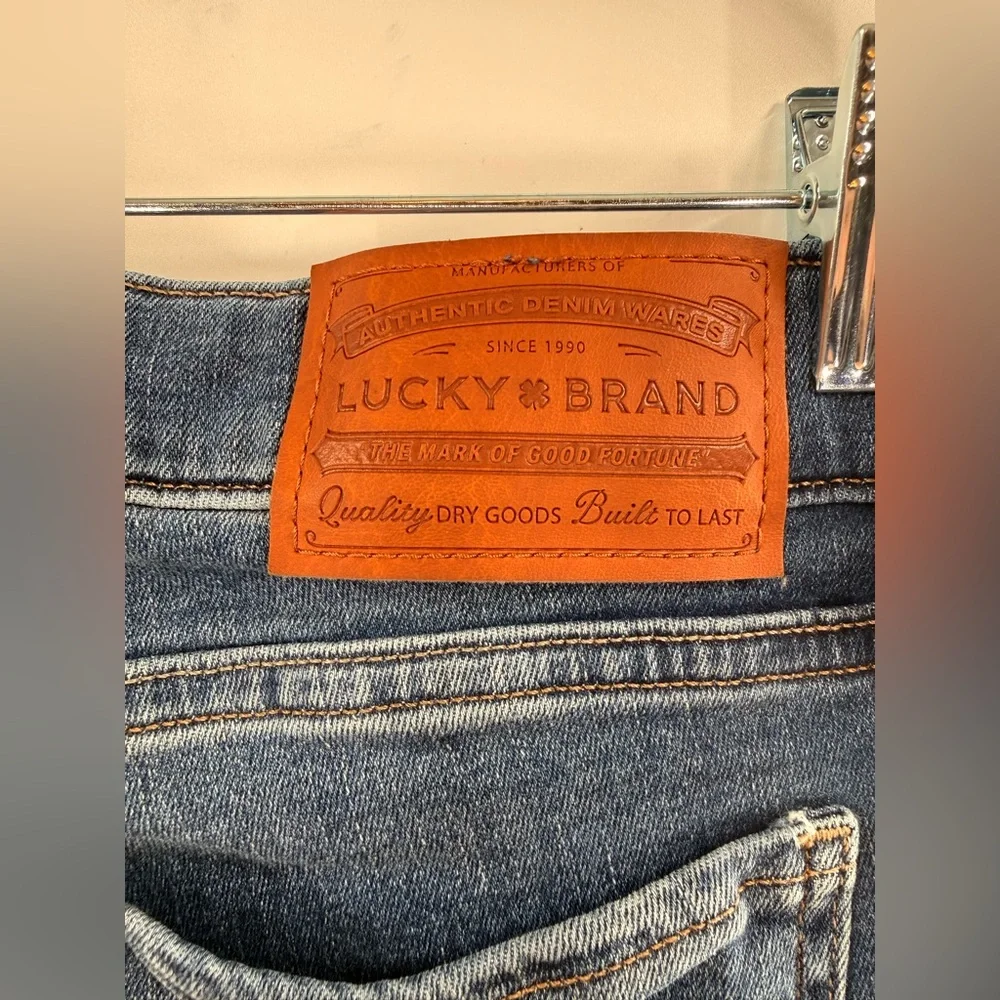 MANUFACTURERS OF
AUTHENTIC DENIM WARES
SINCE 1990
LUCKY BRAND
"THE MARK OF GOOD FORTUNE"
Quality DRY GOODS Built TO LAST